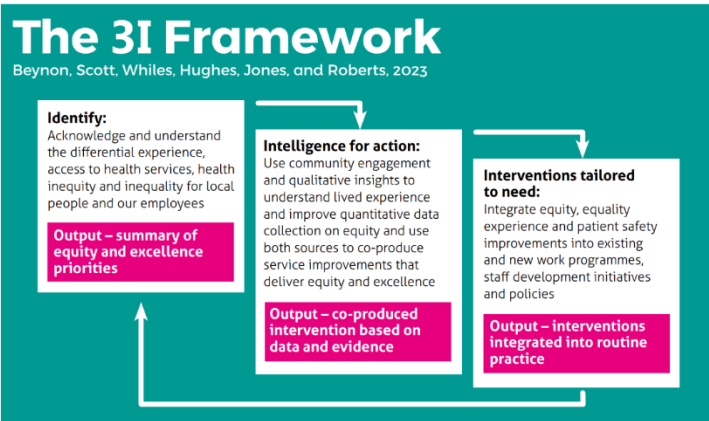 The 3I Framework
Beynon, Scott, Whiles, Hughes, Jones, and Roberts, 2023
Identify:
Acknowledge and understand
the differential experience,
access to health services, health
inequity and inequality for local
people and our employees
Output – summary of
equity and excellence
priorities
Intelligence for action:
Use community engagement
and qualitative insights to
understand lived experience
and improve quantitative data
collection on equity and use
both sources to co-produce
service improvements that
deliver equity and excellence
Output – co-produced
intervention based on
data and evidence
Interventions tailored
to need:
Integrate equity, equality
experience and patient safety
improvements into existing
and new work programmes,
staff development initiatives
and policies
Output – interventions
integrated into routine
practice